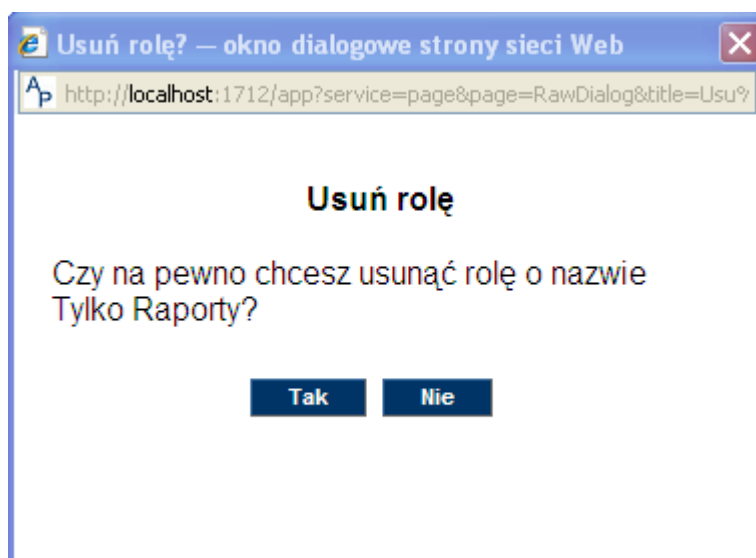 Usuń rolę? — okno dialogowe strony sieci Web
AP http://localhost:1712/app?service=page&page=RawDialog&title=Usu%
Usuń rolę
Czy na pewno chcesz usunąć rolę o nazwie
Tylko Raporty?
Tak Nie